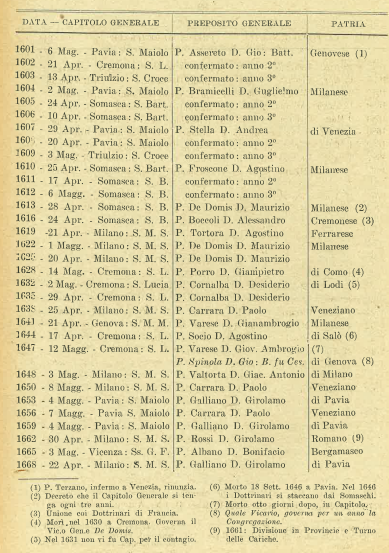 DATA — CAPITOLO GENERALE PREPOSITO GENERALE PATRIA
1601 - 6 Mag. - Pavia: S. Maiolo P. Assereto D. Gio: Batt. Genovese (1)
1602 - 21 Apr. - Cremona: S. L. confermato: anno 2º
1603 - 13 Apr. - Triulzio: S. Croce confermato: anno 3º
1604 - 2 Mag. - Pavia: S. Maiolo P. Bramicelli D. Guglielmo Milanese
1605 - 24 Apr. - Somasca: S. Bart. confermato: anno 2º
1606 - 10 Apr. - Somasca: S. Bart. confermato: anno 3º
1607 - 29 Apr. - Pavia: S. Maiolo P. Stella D. Andrea di Venezia
- 20 Apr. - Pavia: S. Maiolo confermato: anno 2º
1609 - 3 Mag. - Triulzio: S. Croce confermato: anno 3º
1610 - 25 Apr. - Somasca: S. Bart. P. Froscone D. Agostino Milanese
1611 - 17 Apr. - Somasca: S. B. confermato: anno 2º
1612 - 6 Magg. - Somasca: S. B. confermato: anno 3º
1613 - 28 Apr. - Somasca: S. B. P. De Domis D. Maurizio Milanese (2)
1616 - 24 Apr. - Somasca: S. B. P. Boccoli D. Alessandro Cremonese (3)
1619 -21 Apr. - Milano: S. M. S. P. Tortora D. Agostino Ferrarese
1622 - 1 Magg. - Milano: S. M. S. P. De Domis D. Maurizio Milanese
1625 - 20 Apr. - Milano: S. M. S. P. De Domis D. Maurizio
1628 - 14 Mag. - Cremona: S. L. P. Porro D. Gianpietro di Como (4)
1632 - 2 Mag. - Cremona: S. Lucia P. Cornalba D. Desiderio di Lodi (5)
1635 - 29 Apr. - Cremona: S. L. P. Cornalba D. Desiderio
1638 - 25 Apr. - Milano: S. M. S. P. Carrara D. Paolo Veneziano
1641 - 21 Apr. - Genova: S. M. M. P. Varese D. Gianambrogio Milanese
1644 - 17 Apr. - Cremona: S. L. P. Socio D. Agostino di Salò (6)
1647 - 12 Magg. - Cremona: S. L. P. Varese D. Giov. Ambrogio (7)
P. Spinola D. Gio: B. fu Ces. di Genova (8)
1648 - 3 Mag. - Milano: S. M. S. P. Valtorta D. Giac. Antonio di Milano
1650 - 8 Magg. - Milano: S. M. S. P. Carrara D. Paolo Veneziano
1653 - 4 Magg - Pavia: S. Maiolo P. Galliano D. Girolamo di Pavia
1656 - 7 Magg. - Pavia S. Maiolo P. Carrara D. Paolo Veneziano
1659 - 4 Magg. - Pavia: S. Maiolo P. Galliano D. Girolamo di Pavia
1662 - 30 Apr. - Milano: S. M. S. P. Rossi D. Girolamo Romano (9)
1665 - 3 Mag. - Vicenza: Ss. G. F. P. Albano D. Bonifacio Bergamasco
1668 - 22 Apr. - Milano: S. M. S. P. Galliano D. Girolamo di Pavia
(1) P. Terzano, infermo a Venezia, rinunzia.
(2) Decreto che il Capitolo Generale si ten-
ga ogni tre anni.
(3) Unione coi Dottrinari di Francia.
(4) Morì nel 1630 a Cremona. Governa il
Vic.o Gen.e De Domis.
(5) Nel 1631 non vi fu Cap. per il contagio.
(6) Morto 18 Sett. 1646 a Pavia. Nel 1646
i Dottrinari si staccano dai Somaschi.
(7) Morto otto giorni dopo, in Capitolo.
(8) Quale Vicario, governa per un anno la
Congregazione.
(9) 1661: Divisione in Provincie e Turno
delle Cariche.